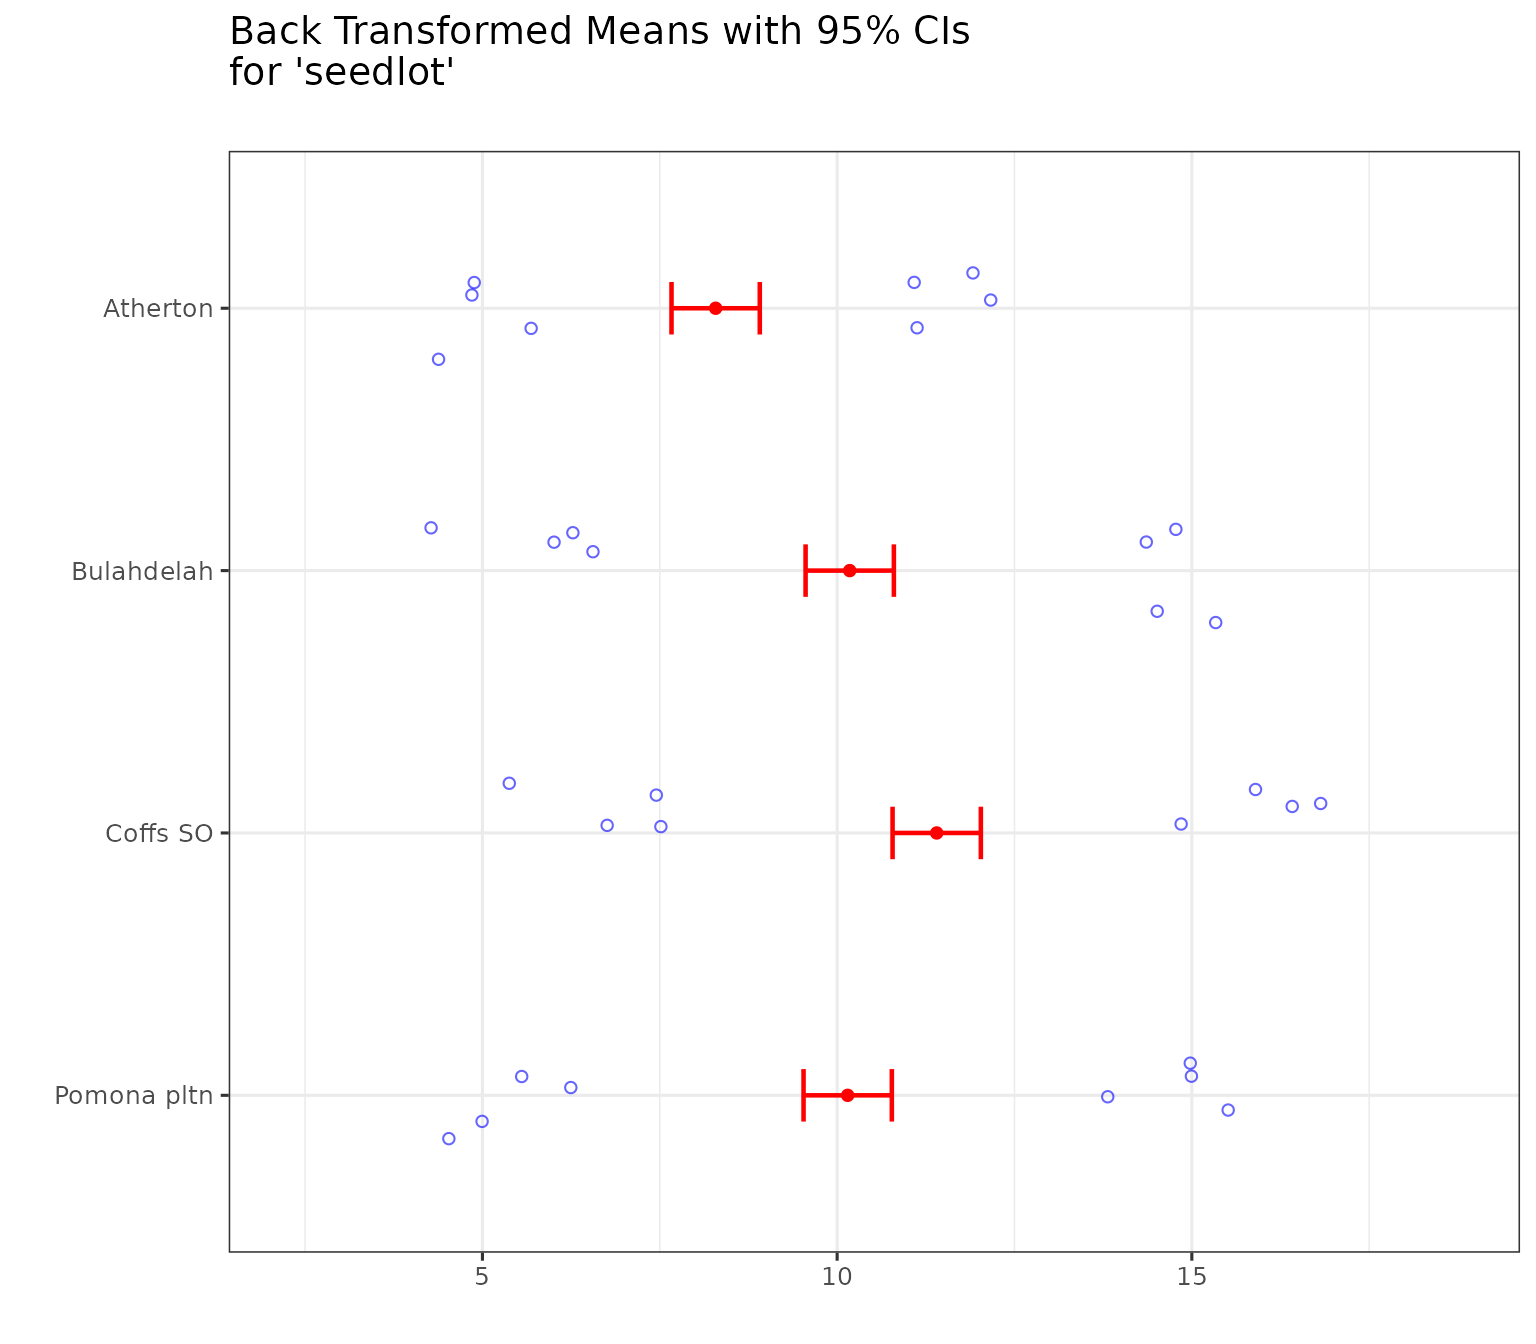 Back Transformed Means with 95% CIs
for 'seedlot'
Atherton
Bulahdelah
Coffs SO
Pomona pltn
5 10 15